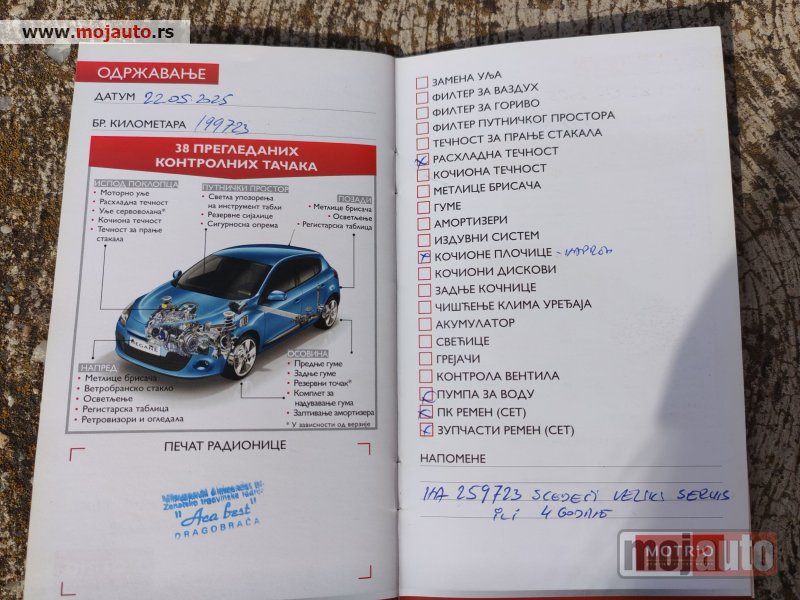 www.mojauto.rs
ОДРЖАВАЊЕ
ДАТУМ 22.05.2025
БР. КИЛОМЕТАРА 199723
38 ПРЕГЛЕДАНИХ
КОНТРОЛНИХ ТАЧАКА
ИСПОД ПОКЛОПЦА
• Моторно уље
• Расхладна течност
• Уље сервоволана*
• Кочиона течност
• Течност за прање
стакала
ПУТНИЧКИ ПРОСТОР
• Светла упозорења
на инструмент табли
• Резервне сијалице
• Сигурносна опрема
ПОЗАДИ
• Метлице брисача
• Осветљење
• Регистарска таблица
MEGANE
НАПРЕД
• Метлице брисача
• Ветробранско стакло
• Осветљење
• Регистарска таблица
• Ретровизори и огледала
ОСОВИНА
• Предње гуме
• Задње гуме
• Резервни точак*
• Комплет за
надувавање гума
• Заптивање амортизера
* У зависности од верзије
ПЕЧАТ РАДИОНИЦЕ
"Aca best"
DRAGOBRAĆA
ЗАМЕНА УЉА
ФИЛТЕР ЗА ВАЗДУХ
ФИЛТЕР ЗА ГОРИВО
ФИЛТЕР ПУТНИЧКОГ ПРОСТОРА
ТЕЧНОСТ ЗА ПРАЊЕ СТАКАЛА
x РАСХЛАДНА ТЕЧНОСТ
КОЧИОНА ТЕЧНОСТ
МЕТЛИЦЕ БРИСАЧА
ГУМЕ
АМОРТИЗЕРИ
ИЗДУВНИ СИСТЕМ
x КОЧИОНЕ ПЛОЧИЦЕ
КОЧИОНИ ДИСКОВИ
ЗАДЊЕ КОЧНИЦЕ
ЧИШЋЕЊЕ КЛИМА УРЕЂАЈА
АКУМУЛАТОР
СВЕЋИЦЕ
ГРЕЈАЧИ
КОНТРОЛА ВЕНТИЛА
x ПУМПА ЗА ВОДУ
x ПК РЕМЕН (СЕТ)
x ЗУПЧАСТИ РЕМЕН (СЕТ)
НАПОМЕНЕ
NA 259723 SLEDEĆI VELIKI SERVIS
ILI 4 GODINE
MOTRIO
mojauto